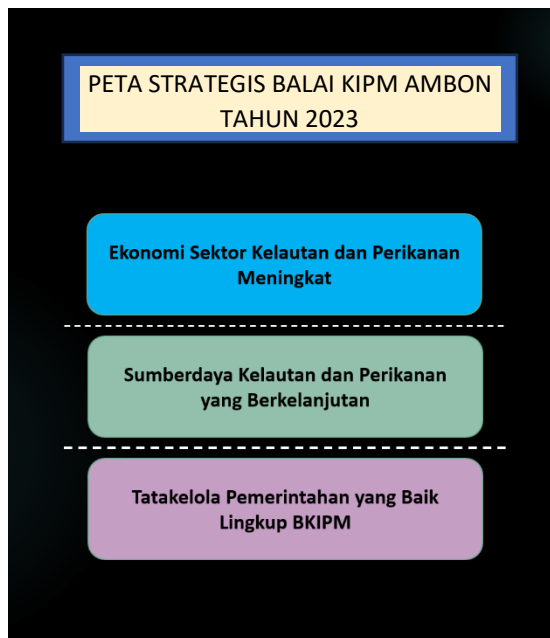 PETA STRATEGIS BALAI KIPM AMBON
TAHUN 2023
Ekonomi Sektor Kelautan dan Perikanan
Meningkat
Sumberdaya Kelautan dan Perikanan
yang Berkelanjutan
Tatakelola Pemerintahan yang Baik
Lingkup BKIPM